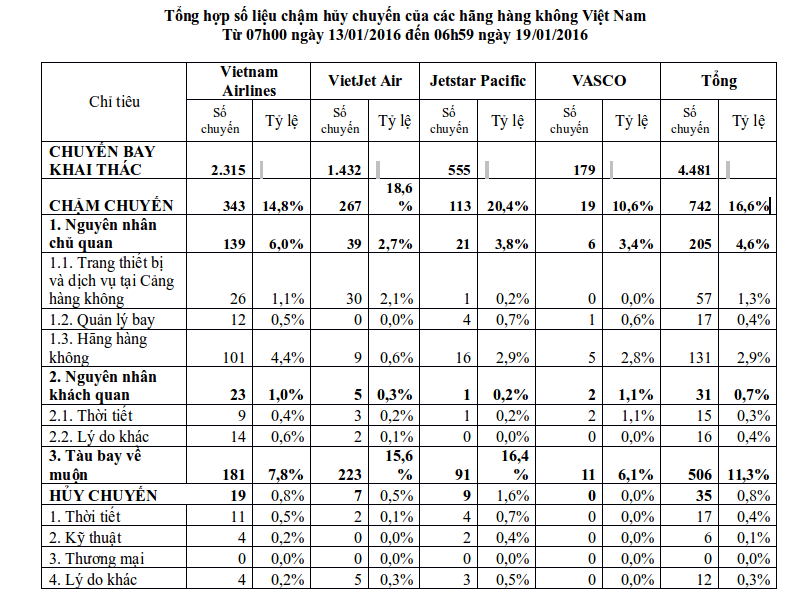 Tổng hợp số liệu chậm hủy chuyến của các hãng hàng không Việt Nam
Từ 07h00 ngày 13/01/2016 đến 06h59 ngày 19/01/2016
Chỉ tiêu
Vietnam
Airlines
VietJet Air
Jetstar Pacific
VASCO
Tổng
Số
chuyến
Tỷ lệ
Số
chuyến
Tỷ lệ
Số
chuyến
Tỷ lệ
Số
chuyến
Tỷ lệ
Số
chuyến
Tỷ lệ
CHUYẾN BAY
KHAI THÁC 2.315 1.432 555 179 4.481
18,6
CHẬM CHUYẾN 343 14,8% 267 % 113 20,4% 19 10,6% 742 16,6%
1. Nguyên nhân
chủ quan 139 6,0% 39 2,7% 21 3,8% 6 3,4% 205 4,6%
1.1. Trang thiết bị
và dịch vụ tại Cảng
hàng không 26 1,1% 30 2,1% 1 0,2% 0 0,0% 57 1,3%
1.2. Quản lý bay 12 0,5% 0 0,0% 4 0,7% 1 0,6% 17 0,4%
1.3. Hãng hàng
không 101 4,4% 9 0,6% 16 2,9% 5 2,8% 131 2,9%
2. Nguyên nhân
khách quan 23 1,0% 5 0,3% 1 0,2% 2 1,1% 31 0,7%
2.1. Thời tiết 9 0,4% 3 0,2% 1 0,2% 2 1,1% 15 0,3%
2.2. Lý do khác 14 0,6% 2 0,1% 0 0,0% 0 0,0% 16 0,4%
3. Tàu bay về 15,6 16,4
muộn 181 7,8% 223 % 91 % 11 6,1% 506 11,3%
HỦY CHUYẾN 19 0,8% 7 0,5% 9 1,6% 0 0,0% 35 0,8%
1. Thời tiết 11 0,5% 2 0,1% 4 0,7% 0 0,0% 17 0,4%
2. Kỹ thuật 4 0,2% 0 0,0% 2 0,4% 0 0,0% 6 0,1%
3. Thương mại 0 0,0% 0 0,0% 0 0,0% 0 0,0% 0 0,0%
4. Lý do khác 4 0,2% 5 0,3% 3 0,5% 0 0,0% 12 0,3%